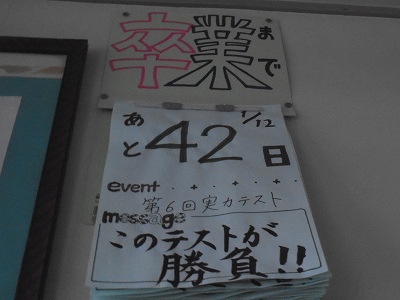 卒業まで
1/12
あと42日
event
第6回実力テスト
message
このテストが
勝負!!